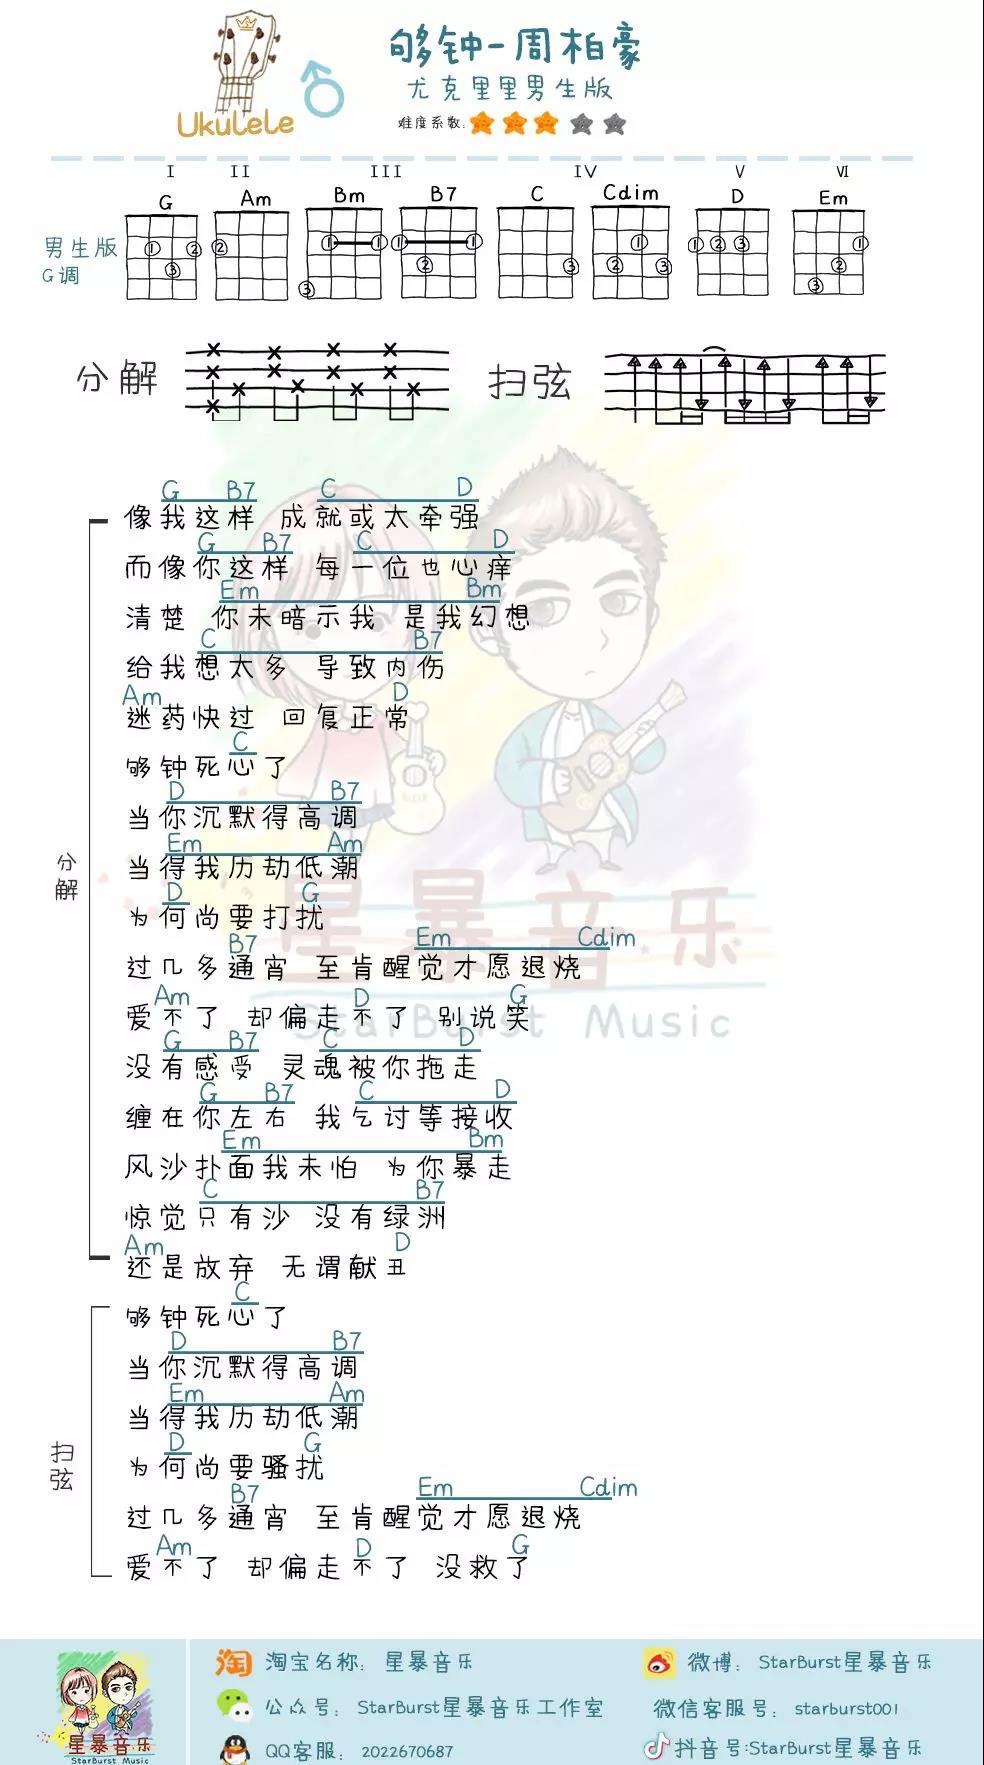 够钟-周柏豪
尤克里里男生版
难度系数:
Ukulele
I II III IV V VI
G Am Bm B7 C Cdim D Em
男生版
G调
分解 扫弦
G B7 C D
像我这样 成就或太牵强
G B7 C D
而像你这样 每一位也心痒
Em Bm
清楚 你未暗示我 是我幻想
C B7
给我想太多 导致内伤
Am D
迷药快过 回复正常
C
够钟死心了
D B7
当你沉默得高调
Em Am
当得我历劫低潮
D G
为何尚要打扰
B7 Em Cdim
过几多通宵 至肯醒觉才愿退烧
Am D G
爱不了 却偏走不了 别说笑
G B7 C D
没有感受 灵魂被你拖走
G B7 C D
缠在你左右 我乞讨等接收
Em Bm
风沙扑面我未怕 为你暴走
C B7
惊觉只有沙 没有绿洲
Am D
还是放弃 无谓献丑
分解
C
够钟死心了
D B7
当你沉默得高调
Em Am
当得我历劫低潮
D G
为何尚要骚扰
B7 Em Cdim
过几多通宵 至肯醒觉才愿退烧
Am D G
爱不了 却偏走不了 没救了
扫弦
星暴音乐
StarBurst Music
淘 淘宝名称: 星暴音乐
微博: StarBurst星暴音乐
公众号: StarBurst星暴音乐工作室
微信客服号: starburst001
QQ客服: 2022670687
抖音号:StarBurst星暴音乐
星暴音乐
StarBurst Music